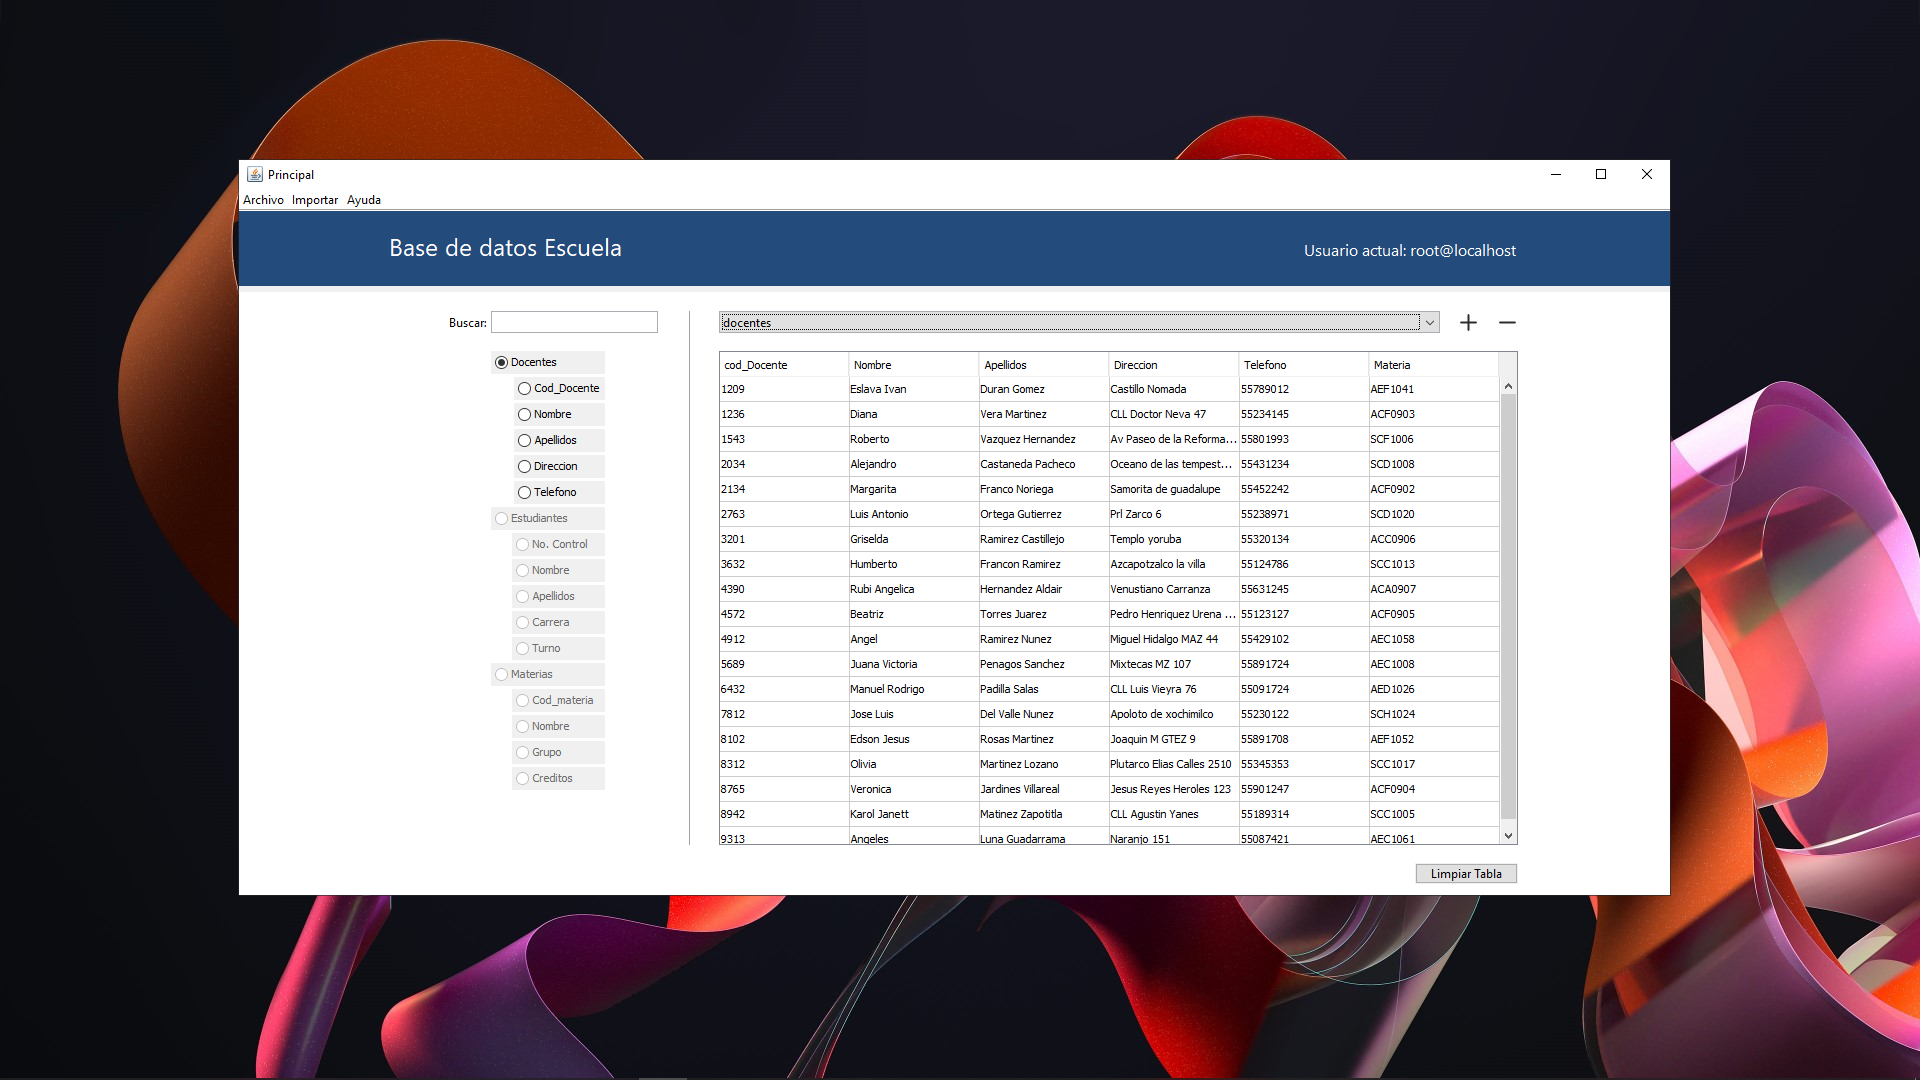 Principal
Archivo Importar Ayuda
Base de datos Escuela
Usuario actual: root@localhost
Buscar:
Docentes
Cod_Docente
Nombre
Apellidos
Direccion
Telefono
Estudiantes
No. Control
Nombre
Apellidos
Carrera
Turno
Materias
Cod_materia
Nombre
Grupo
Creditos
docentes
cod_Docente Nombre Apellidos Direccion Telefono Materia
1209 Eslava Ivan Duran Gomez Castillo Nomada 55789012 AEF1041
1236 Diana Vera Martinez CLL Doctor Neva 47 55234145 ACF0903
1543 Roberto Vazquez Hernandez Av Paseo de la Reforma... 55801993 SCF1006
2034 Alejandro Castaneda Pacheco Oceano de las tempest... 55431234 SCD1008
2134 Margarita Franco Noriega Samorita de guadalupe 55452242 ACF0902
2763 Luis Antonio Ortega Gutierrez Prl Zarco 6 55238971 SCD1020
3201 Griselda Ramirez Castillejo Templo yoruba 55320134 ACC0906
3632 Humberto Francon Ramirez Azcapotzalco la villa 55124786 SCC1013
4390 Rubi Angelica Hernandez Aldair Venustiano Carranza 55631245 ACA0907
4572 Beatriz Torres Juarez Pedro Henriquez Urena ... 55123127 ACF0905
4912 Angel Ramirez Nunez Miguel Hidalgo MAZ 44 55429102 AEC1058
5689 Juana Victoria Penagos Sanchez Mixtecas MZ 107 55891724 AEC1008
6432 Manuel Rodrigo Padilla Salas CLL Luis Vieyra 76 55091724 AED1026
7812 Jose Luis Del Valle Nunez Apoloto de xochimilco 55230122 SCH1024
8102 Edson Jesus Rosas Martinez Joaquin M GTEZ 9 55891708 AEF1052
8312 Olivia Martinez Lozano Plutarco Elias Calles 2510 55345353 SCC1017
8765 Veronica Jardines Villareal Jesus Reyes Heroles 123 55901247 ACF0904
8942 Karol Janett Matinez Zapotitla CLL Agustin Yanes 55189314 SCC1005
9313 Angeles Luna Guadarrama Naranjo 151 55087421 AEC1061
Limpiar Tabla